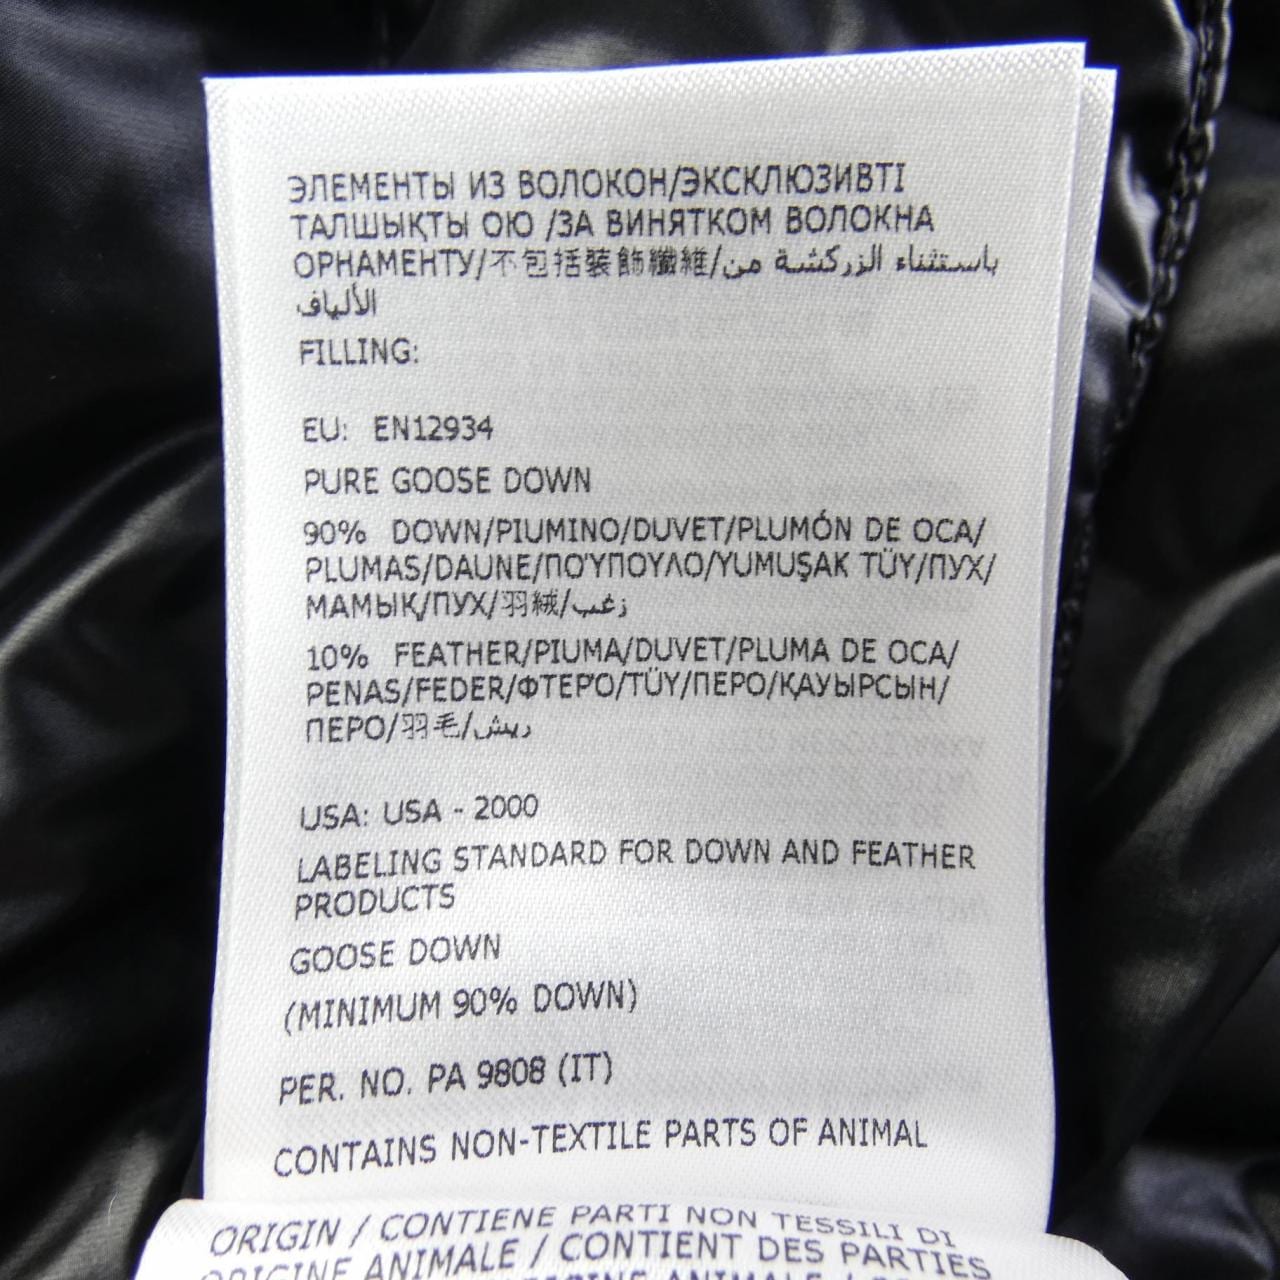 ЭЛЕМЕНТЫ ИЗ ВОЛОКОН/ЭКСКЛЮЗИВТІ
ТАЛШЫҚТЫ ОЮ /ЗА ВИНЯТКОМ ВОЛОКНА
ОРНАМЕНТУ/不包括裝飾纖維/باستثناء الزركشة من
الألياف
FILLING:
EU: EN12934
PURE GOOSE DOWN
90% DOWN/PIUMINO/DUVET/PLUMÓN DE OCA/
PLUMAS/DAUNE/ΠΟΎΠΟΥΛΟ/YUMUŞAK TÜY/ПУХ/
МАМЫҚ/ПУХ/羽絨/زغب
10% FEATHER/PIUMA/DUVET/PLUMA DE OCA/
PENAS/FEDER/ΦΤΕΡΌ/TÜY/ПЕРО/ҚАУЫРСЫН/
ПЕРО/羽毛/ريش
USA: USA - 2000
LABELING STANDARD FOR DOWN AND FEATHER
PRODUCTS
GOOSE DOWN
(MINIMUM 90% DOWN)
PER. NO. PA 9808 (IT)
CONTAINS NON-TEXTILE PARTS OF ANIMAL
ORIGIN / CONTIENE PARTI NON TESSILI DI
ORIGINE ANIMALE / CONTIENT DES PARTIES